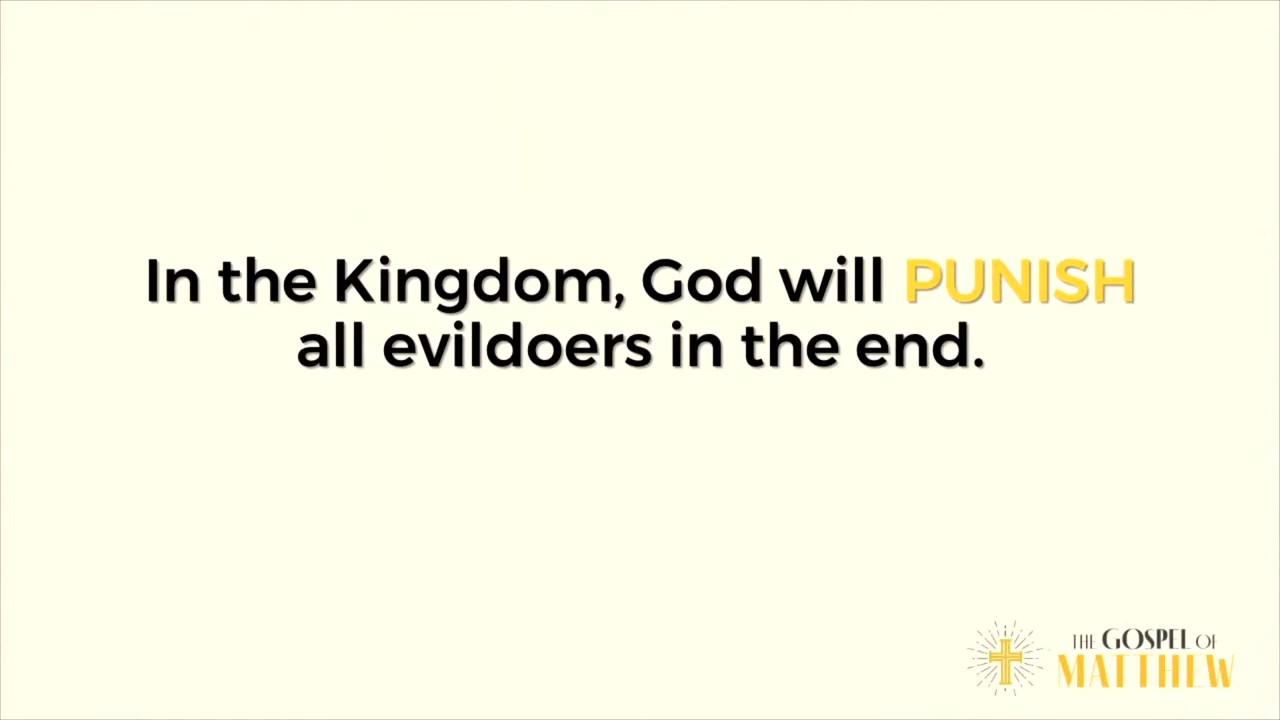 In the Kingdom, God will PUNISH
all evildoers in the end.
THE GOSPEL OF
MATTHEW